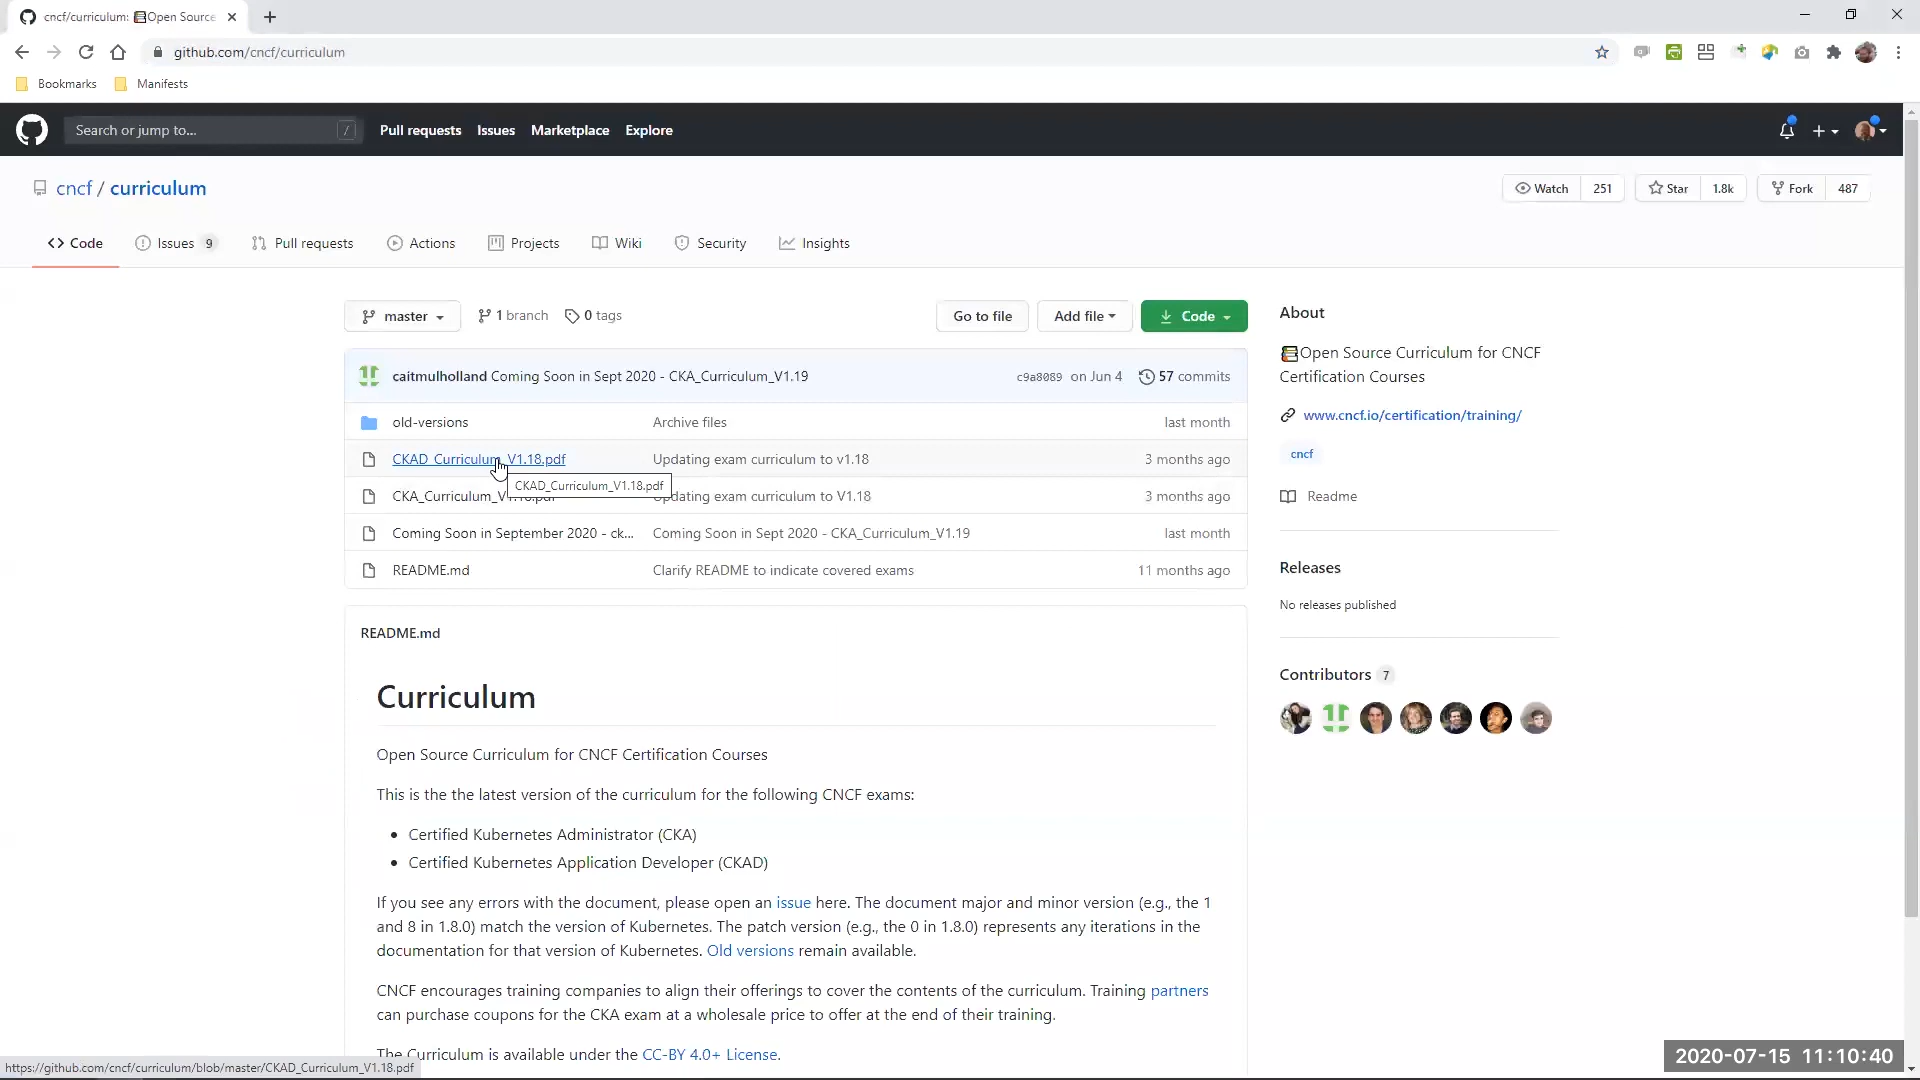 cncf/curriculum: 📚Open Source
github.com/cncf/curriculum
Bookmarks Manifests
Search or jump to... / Pull requests Issues Marketplace Explore
cncf / curriculum
Watch 251 Star 1.8k Fork 487
Code Issues 9 Pull requests Actions Projects Wiki Security Insights
master 1 branch 0 tags Go to file Add file Code
caitmulholland Coming Soon in Sept 2020 - CKA_Curriculum_V1.19 c9a8089 on Jun 4 57 commits
old-versions Archive files last month
CKAD_Curriculum_V1.18.pdf Updating exam curriculum to v1.18 3 months ago
CKAD_Curriculum_V1.18.pdf
CKA_Curriculum_V1.18.pdf Updating exam curriculum to V1.18 3 months ago
Coming Soon in September 2020 - ck... Coming Soon in Sept 2020 - CKA_Curriculum_V1.19 last month
README.md Clarify README to indicate covered exams 11 months ago
About
📚Open Source Curriculum for CNCF
Certification Courses
www.cncf.io/certification/training/
cncf
Readme
Releases
No releases published
Contributors 7
README.md
Curriculum
Open Source Curriculum for CNCF Certification Courses
This is the the latest version of the curriculum for the following CNCF exams:
• Certified Kubernetes Administrator (CKA)
• Certified Kubernetes Application Developer (CKAD)
If you see any errors with the document, please open an issue here. The document major and minor version (e.g., the 1
and 8 in 1.8.0) match the version of Kubernetes. The patch version (e.g., the 0 in 1.8.0) represents any iterations in the
documentation for that version of Kubernetes. Old versions remain available.
CNCF encourages training companies to align their offerings to cover the contents of the curriculum. Training partners
can purchase coupons for the CKA exam at a wholesale price to offer at the end of their training.
The Curriculum is available under the CC-BY 4.0+ License.
https://github.com/cncf/curriculum/blob/master/CKAD_Curriculum_V1.18.pdf
2020-07-15 11:10:40